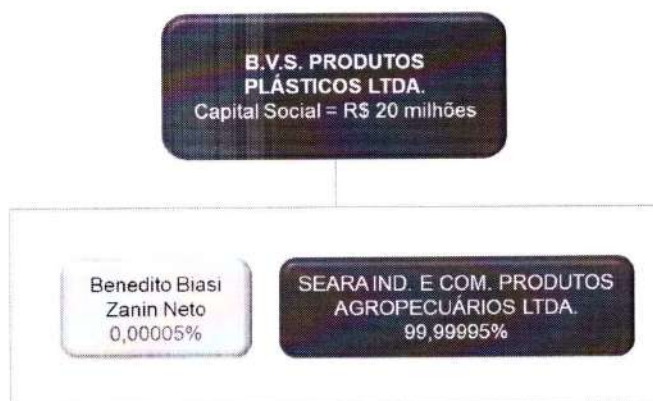 B.V.S. PRODUTOS
PLÁSTICOS LTDA.
Capital Social = R$ 20 milhões
Benedito Biasi
Zanin Neto
0,00005%
SEARA IND. E COM. PRODUTOS
AGROPECUÁRIOS LTDA.
99,99995%